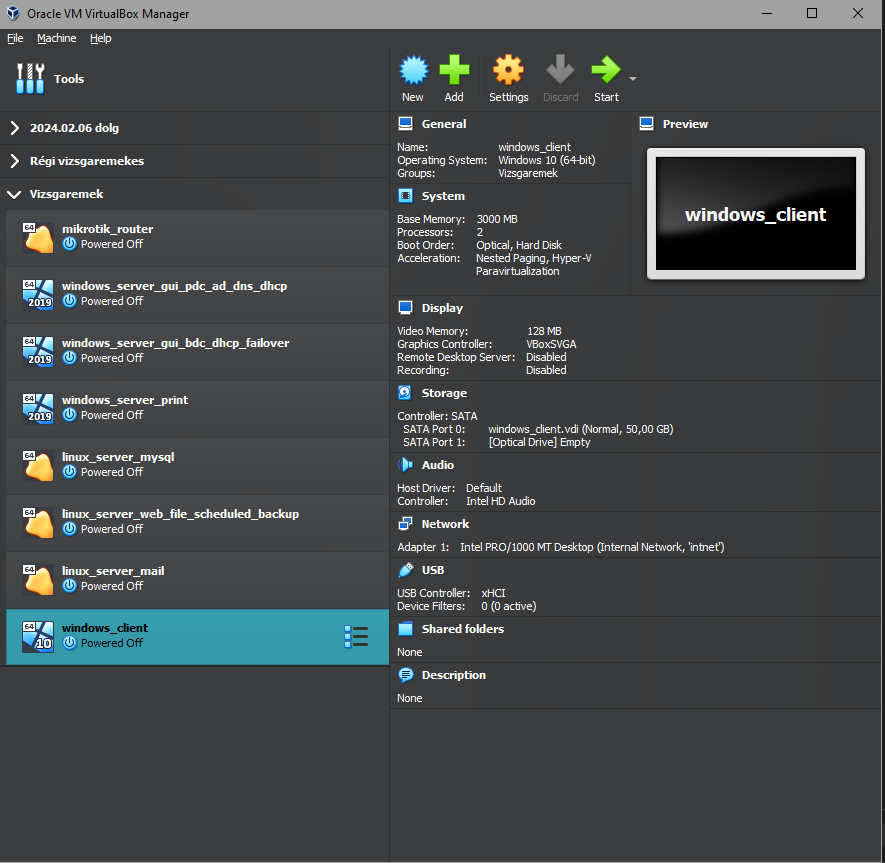 Oracle VM VirtualBox Manager
File Machine Help
Tools
2024.02.06 dolg
Régi vizsgaremekes
Vizsgaremek
64
mikrotik_router
Powered Off
64
2019
windows_server_gui_pdc_ad_dns_dhcp
Powered Off
64
2019
windows_server_gui_bdc_dhcp_failover
Powered Off
64
2019
windows_server_print
Powered Off
64
linux_server_mysql
Powered Off
64
linux_server_web_file_scheduled_backup
Powered Off
64
linux_server_mail
Powered Off
64
10
windows_client
Powered Off
New Add Settings Discard Start
General
Name: windows_client
Operating System: Windows 10 (64-bit)
Groups: Vizsgaremek
Preview
windows_client
System
Base Memory: 3000 MB
Processors: 2
Boot Order: Optical, Hard Disk
Acceleration: Nested Paging, Hyper-V
Paravirtualization
Display
Video Memory: 128 MB
Graphics Controller: VBoxSVGA
Remote Desktop Server: Disabled
Recording: Disabled
Storage
Controller: SATA
SATA Port 0: windows_client.vdi (Normal, 50,00 GB)
SATA Port 1: [Optical Drive] Empty
Audio
Host Driver: Default
Controller: Intel HD Audio
Network
Adapter 1: Intel PRO/1000 MT Desktop (Internal Network, 'intnet')
USB
USB Controller: xHCI
Device Filters: 0 (0 active)
Shared folders
None
Description
None